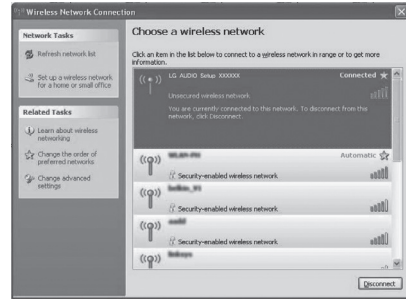 Wireless Network Connection
Network Tasks
Refresh network list
Set up a wireless network
for a home or small office
Related Tasks
Learn about wireless
networking
Change the order of
preferred networks
Change advanced
settings
Choose a wireless network
Click an item in the list below to connect to a wireless network in range or to get more
information.
LG AUDIO Setup XXXXXX
Connected
Unsecured wireless network
You are currently connected to this network. To disconnect from this
network, click Disconnect.
Automatic
Security-enabled wireless network
Security-enabled wireless network
Security-enabled wireless network
Disconnect